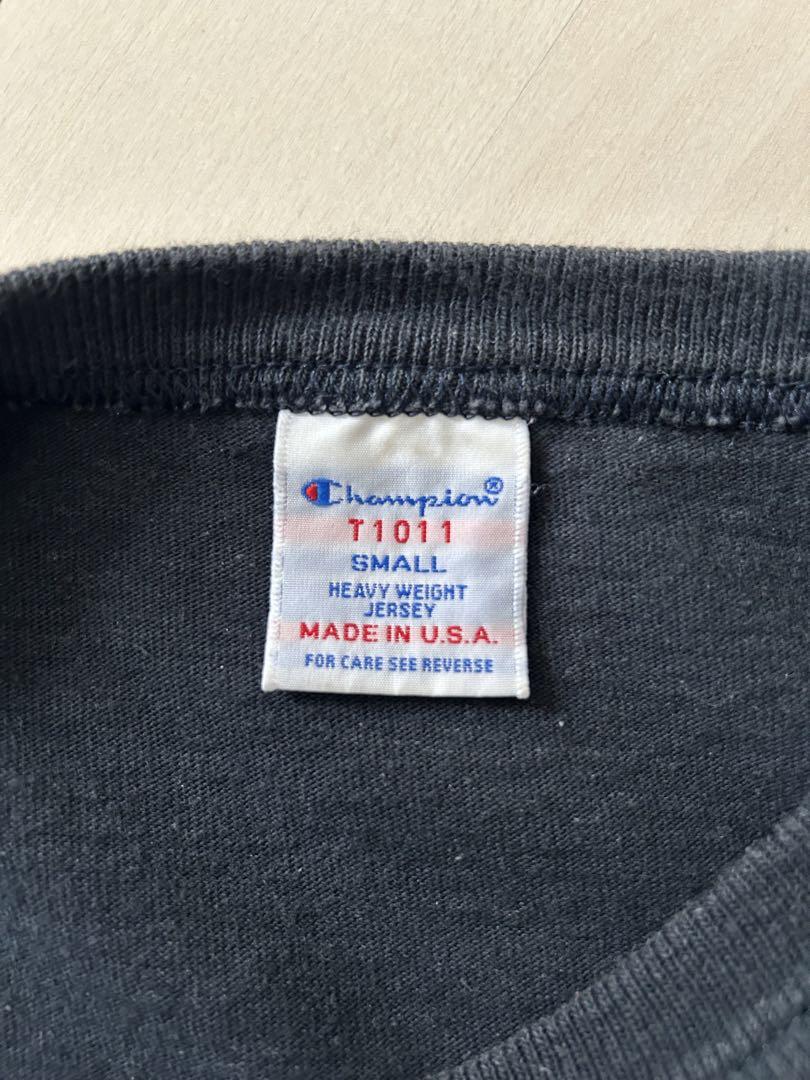 Champion®
T1011
SMALL
HEAVY WEIGHT
JERSEY
MADE IN U.S.A.
FOR CARE SEE REVERSE